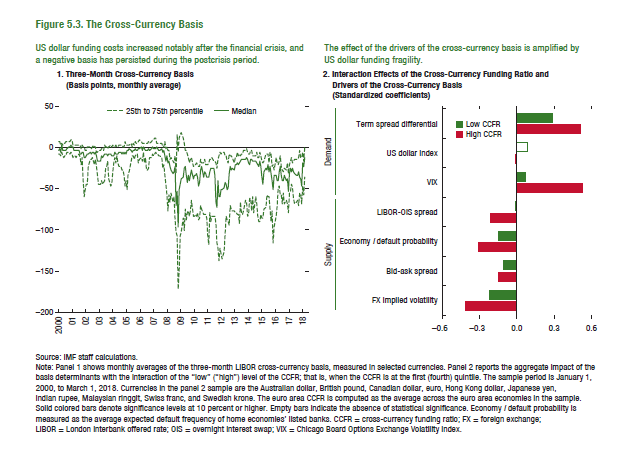 Figure 5.3. The Cross-Currency Basis
US dollar funding costs increased notably after the financial crisis, and
a negative basis has persisted during the postcrisis period.
1. Three-Month Cross-Currency Basis
(Basis points, monthly average)
25th to 75th percentile
Median
50
0
–50
–100
–150
–200
2000
01
02
03
04
05
06
07
08
09
10
11
12
13
14
15
16
17
18
The effect of the drivers of the cross-currency basis is amplified by
US dollar funding fragility.
2. Interaction Effects of the Cross-Currency Funding Ratio and
Drivers of the Cross-Currency Basis
(Standardized coefficients)
Low CCFR
High CCFR
Demand
Term spread differential
US dollar index
VIX
Supply
LIBOR-OIS spread
Economy / default probability
Bid-ask spread
FX implied volatility
–0.6
–0.3
0.0
0.3
0.6
Source: IMF staff calculations.
Note: Panel 1 shows monthly averages of the three-month LIBOR cross-currency basis, measured in selected currencies. Panel 2 reports the aggregate impact of the
basis determinants with the interaction of the "low" ("high") level of the CCFR; that is, when the CCFR is at the first (fourth) quintile. The sample period is January 1,
2000, to March 1, 2018. Currencies in the panel 2 sample are the Australian dollar, British pound, Canadian dollar, euro, Hong Kong dollar, Japanese yen,
Indian rupee, Malaysian ringgit, Swiss franc, and Swedish krone. The euro area CCFR is computed as the average across the euro area economies in the sample.
Solid colored bars denote significance levels at 10 percent or higher. Empty bars indicate the absence of statistical significance. Economy / default probability is
measured as the average expected default frequency of home economies' listed banks. CCFR = cross-currency funding ratio; FX = foreign exchange;
LIBOR = London interbank offered rate; OIS = overnight interest swap; VIX = Chicago Board Options Exchange Volatility Index.